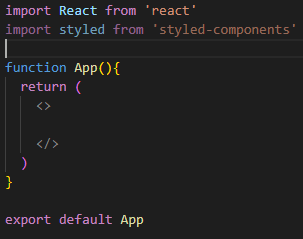 import React from 'react'
import styled from 'styled-components'
function App(){
return (
<>
</>
)
}
export default App